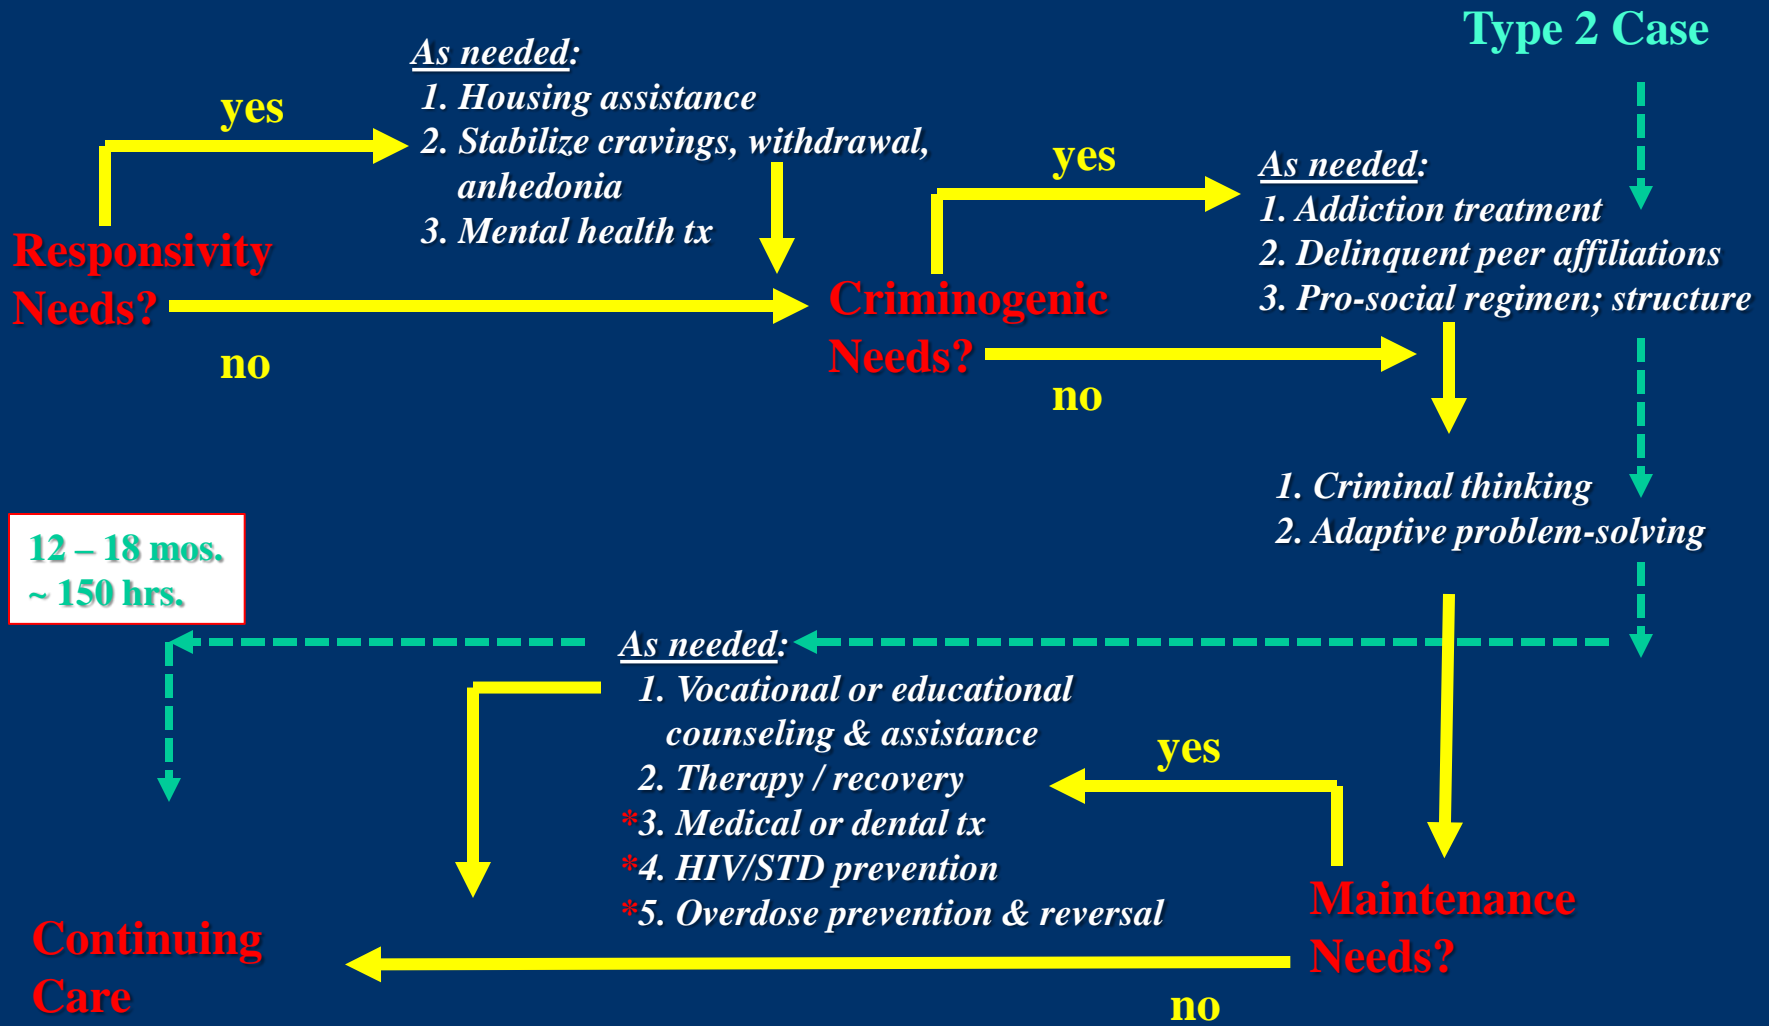 Type 2 Case
As needed:
1. Housing assistance
2. Stabilize cravings, withdrawal,
anhedonia
3. Mental health tx
yes
Responsivity
Needs?
no
yes
As needed:
1. Addiction treatment
2. Delinquent peer affiliations
3. Pro-social regimen; structure
Criminogenic
Needs?
no
1. Criminal thinking
2. Adaptive problem-solving
12 – 18 mos.
~ 150 hrs.
As needed:
1. Vocational or educational
counseling & assistance
2. Therapy / recovery
*3. Medical or dental tx
*4. HIV/STD prevention
*5. Overdose prevention & reversal
yes
Maintenance
Needs?
no
Continuing
Care